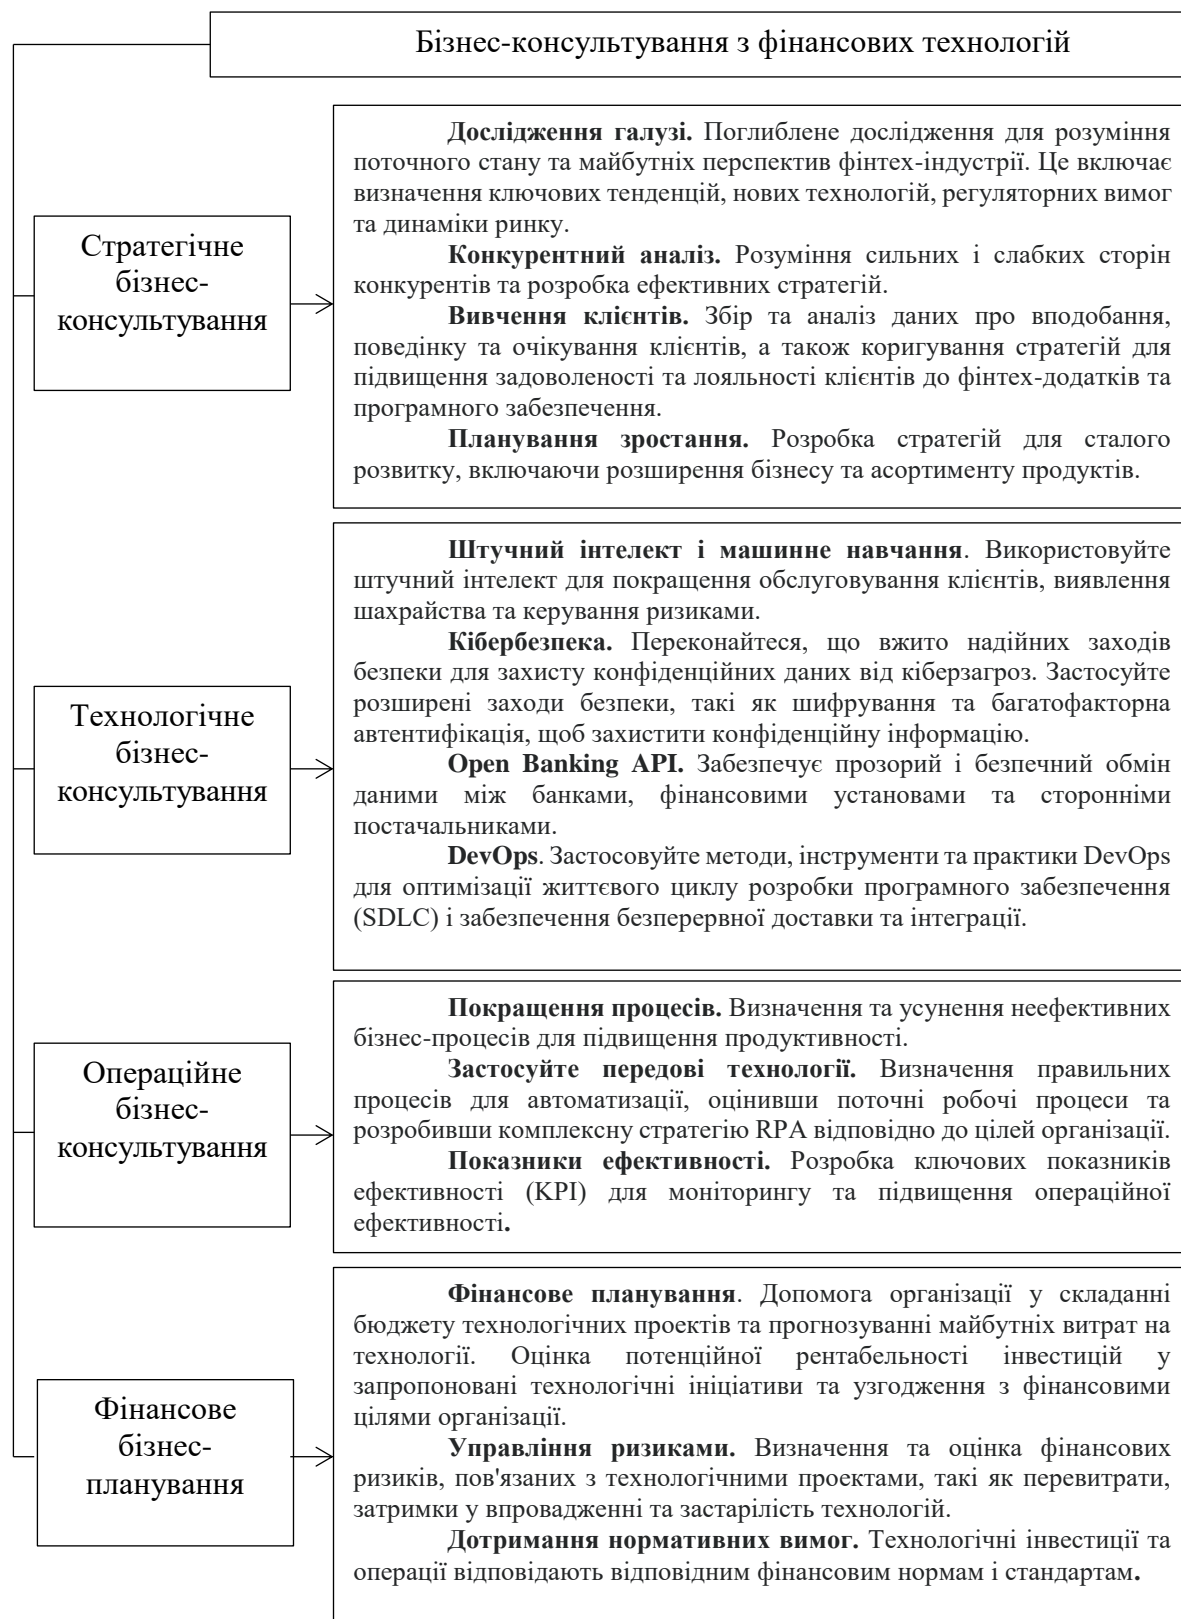 Бізнес-консультування з фінансових технологій
Стратегічне
бізнес-
консультування
Дослідження галузі. Поглиблене дослідження для розуміння
поточного стану та майбутніх перспектив фінтех-індустрії. Це включає
визначення ключових тенденцій, нових технологій, регуляторних вимог
та динаміки ринку.
Конкурентний аналіз. Розуміння сильних і слабких сторін
конкурентів та розробка ефективних стратегій.
Вивчення клієнтів. Збір та аналіз даних про вподобання,
поведінку та очікування клієнтів, а також коригування стратегій для
підвищення задоволеності та лояльності клієнтів до фінтех-додатків та
програмного забезпечення.
Планування зростання. Розробка стратегій для сталого
розвитку, включаючи розширення бізнесу та асортименту продуктів.
Технологічне
бізнес-
консультування
Штучний інтелект і машинне навчання. Використовуйте
штучний інтелект для покращення обслуговування клієнтів, виявлення
шахрайства та керування ризиками.
Кібербезпека. Переконайтеся, що вжито надійних заходів
безпеки для захисту конфіденційних даних від кіберзагроз. Застосуйте
розширені заходи безпеки, такі як шифрування та багатофакторна
автентифікація, щоб захистити конфіденційну інформацію.
Open Banking API. Забезпечує прозорий і безпечний обмін
даними між банками, фінансовими установами та сторонніми
постачальниками.
DevOps. Застосовуйте методи, інструменти та практики DevOps
для оптимізації життєвого циклу розробки програмного забезпечення
(SDLC) і забезпечення безперервної доставки та інтеграції.
Операційне
бізнес-
консультування
Покращення процесів. Визначення та усунення неефективних
бізнес-процесів для підвищення продуктивності.
Застосуйте передові технології. Визначення правильних
процесів для автоматизації, оцінивши поточні робочі процеси та
розробивши комплексну стратегію RPA відповідно до цілей організації.
Показники ефективності. Розробка ключових показників
ефективності (KPI) для моніторингу та підвищення операційної
ефективності.
Фінансове
бізнес-
планування
Фінансове планування. Допомога організації у складанні
бюджету технологічних проектів та прогнозуванні майбутніх витрат на
технології. Оцінка потенційної рентабельності інвестицій у
запропоновані технологічні ініціативи та узгодження з фінансовими
цілями організації.
Управління ризиками. Визначення та оцінка фінансових
ризиків, пов'язаних з технологічними проектами, такі як перевитрати,
затримки у впровадженні та застарілість технологій.
Дотримання нормативних вимог. Технологічні інвестиції та
операції відповідають відповідним фінансовим нормам і стандартам.